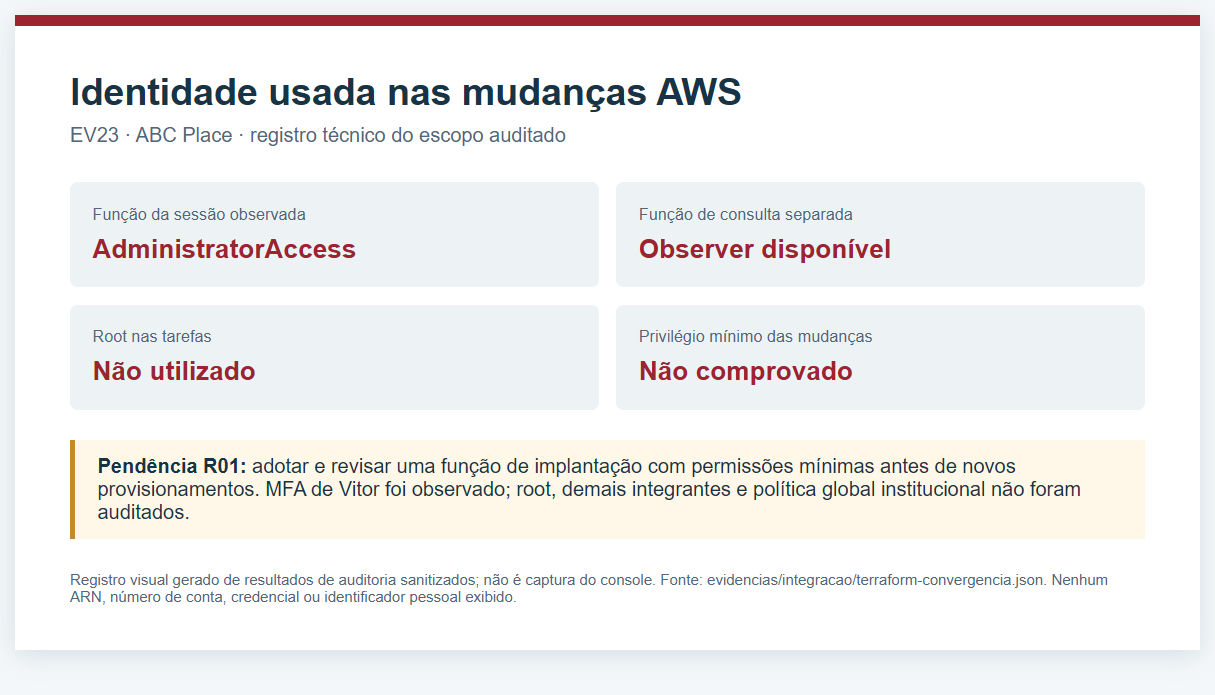 Identidade usada nas mudanças AWS
EV23 · ABC Place · registro técnico do escopo auditado
Função da sessão observada
AdministratorAccess
Função de consulta separada
Observer disponível
Root nas tarefas
Não utilizado
Privilégio mínimo das mudanças
Não comprovado
Pendência R01: adotar e revisar uma função de implantação com permissões mínimas antes de novos
provisionamentos. MFA de Vitor foi observado; root, demais integrantes e política global institucional não foram
auditados.
Registro visual gerado de resultados de auditoria sanitizados; não é captura do console. Fonte: evidencias/integracao/terraform-convergencia.json. Nenhum
ARN, número de conta, credencial ou identificador pessoal exibido.